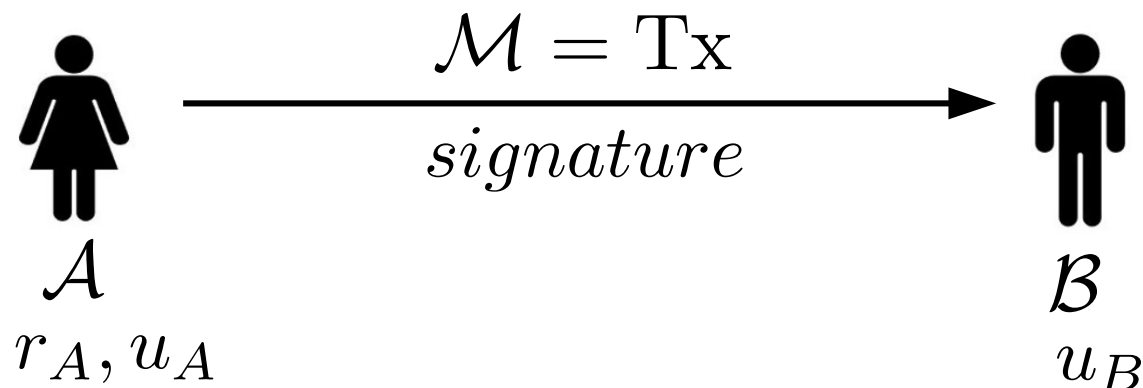 ℳ = Tx
signature
𝒜
r_A, u_A
ℬ
u_B